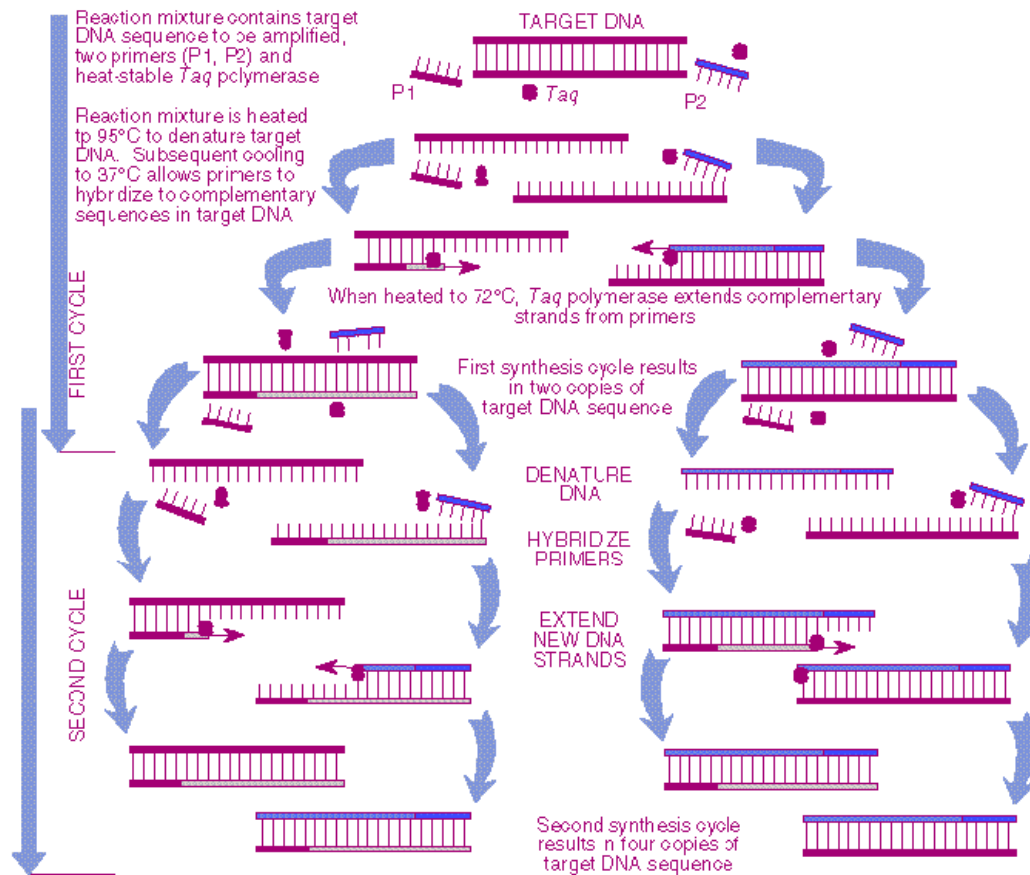 Reaction mixture contains target
DNA sequence to be amplified,
two primers (P1, P2) and
heat-stable Taq polymerase
TARGET DNA
P1
Taq
P2
Reaction mixture is heated
tp 95°C to denature target
DNA. Subsequent cooling
to 37°C allows primers to
hybridize to complementary
sequences in target DNA
When heated to 72°C, Taq polymerase extends complementary
strands from primers
FIRST CYCLE
First synthesis cycle results
in two copies of
target DNA sequence
DENATURE
DNA
HYBRIDIZE
PRIMERS
SECOND CYCLE
EXTEND
NEW DNA
STRANDS
Second synthesis cycle
results in four copies of
target DNA sequence